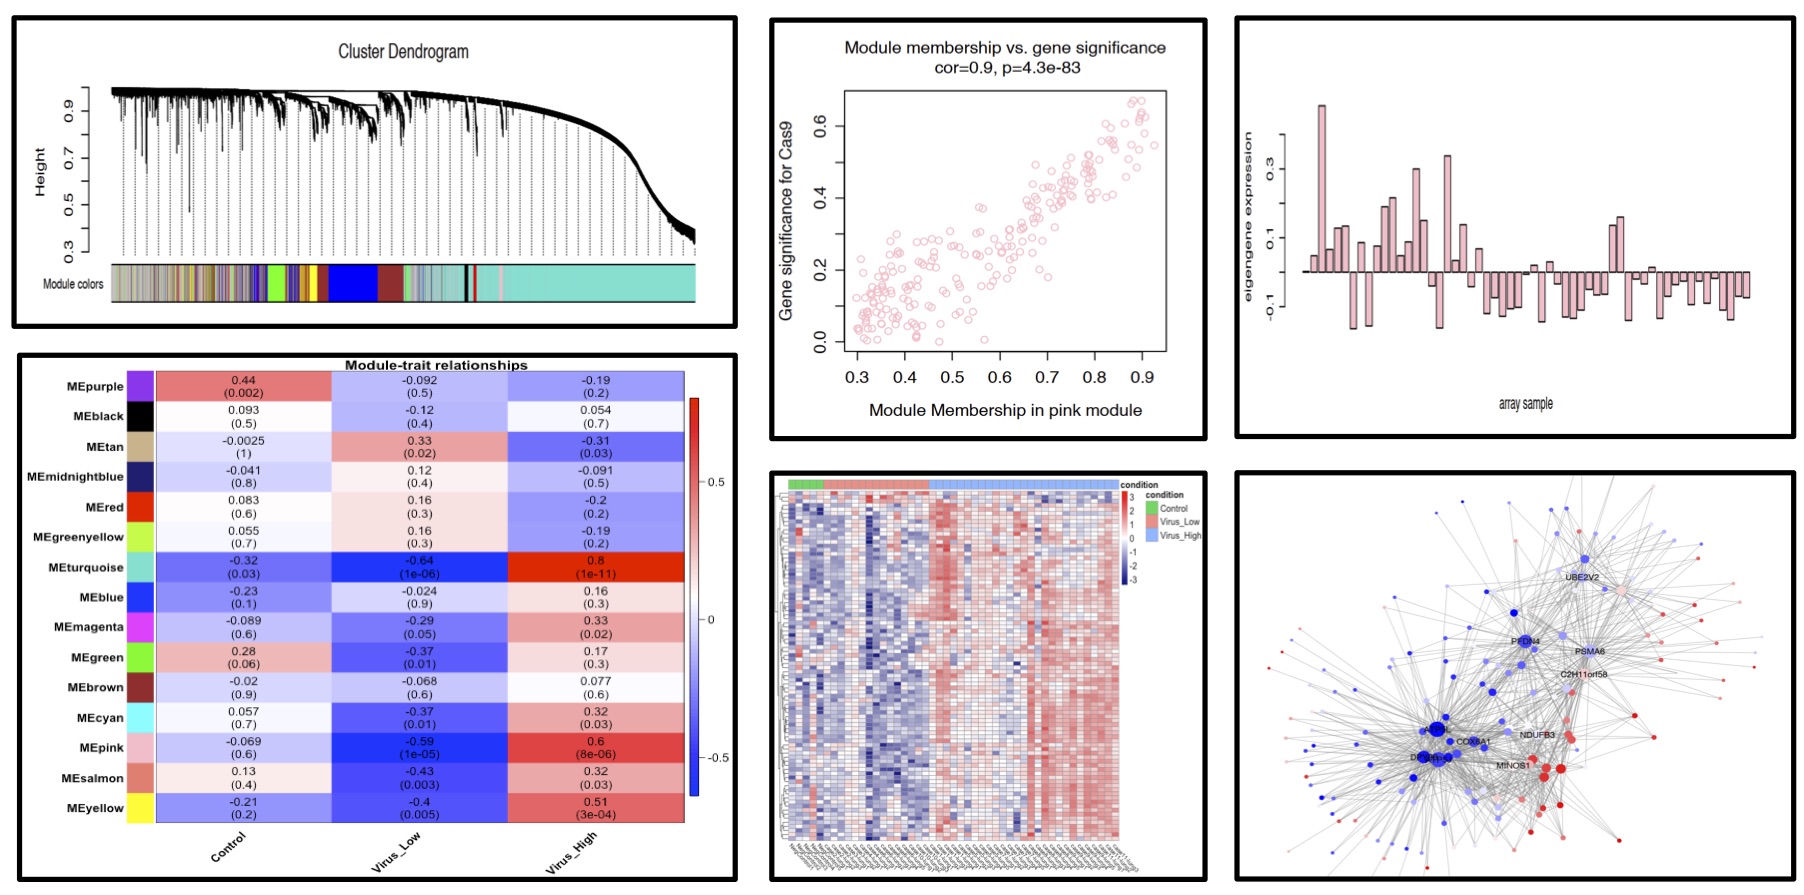 Cluster Dendrogram
Height
0.9
0.7
0.5
0.3
Module colors
Module membership vs. gene significance
cor=0.9, p=4.3e-83
Gene significance for Cas9
0.6
0.4
0.2
0.0
0.3 0.4 0.5 0.6 0.7 0.8 0.9
Module Membership in pink module
eigengene expression
0.3
0.1
-0.1
array sample
Module-trait relationships
MEpurple 0.44 -0.092 -0.19
(0.002) (0.5) (0.2)
MEblack 0.093 -0.12 0.054
(0.5) (0.4) (0.7)
MEtan -0.0025 0.33 -0.31
(1) (0.02) (0.03)
MEmidnightblue -0.041 0.12 -0.091
(0.8) (0.4) (0.5)
MEred 0.083 0.16 -0.2
(0.6) (0.3) (0.2)
MEgreenyellow 0.055 0.16 -0.19
(0.7) (0.3) (0.2)
MEturquoise -0.32 -0.64 0.8
(0.03) (1e-06) (1e-11)
MEblue -0.23 -0.024 0.16
(0.1) (0.9) (0.3)
MEmagenta -0.089 -0.29 0.33
(0.6) (0.05) (0.02)
MEgreen 0.28 -0.37 0.17
(0.06) (0.01) (0.3)
MEbrown -0.02 -0.068 0.077
(0.9) (0.6) (0.6)
MEcyan 0.057 -0.37 0.32
(0.7) (0.01) (0.03)
MEpink -0.069 -0.59 0.6
(0.6) (1e-05) (8e-06)
MEsalmon 0.13 -0.43 0.32
(0.4) (0.003) (0.03)
MEyellow -0.21 -0.4 0.51
(0.2) (0.005) (3e-04)
Control Virus_Low Virus_High
0.5
0
-0.5
condition
3
2
1
0
-1
-2
-3
condition
Control
Virus_Low
Virus_High
UBE2V2
PFDN4
PSMA6
C2H11orf58
NDUFB3
COX6A1
MINOS1